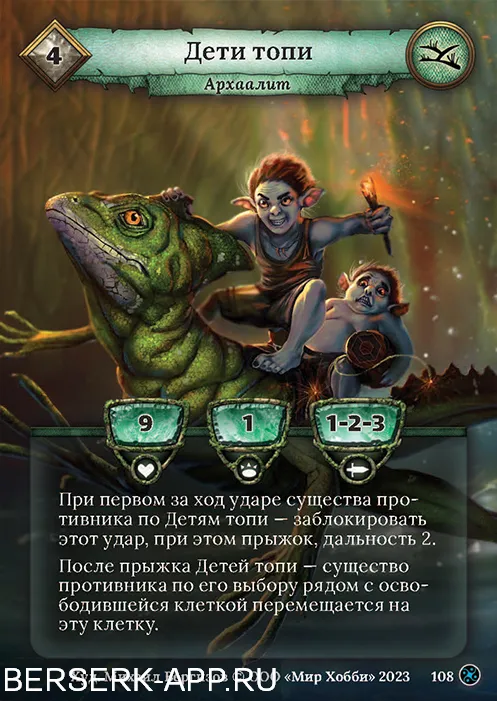 4
Дети топи
Архаалит
9
1
1-2-3
При первом за ход ударе существа про-
тивника по Детям топи — заблокировать
этот удар, при этом прыжок, дальность 2.
После прыжка Детей топи — существо
противника по его выбору рядом с осво-
бодившейся клеткой перемещается на
эту клетку.
Худ. Михаил © ООО «Мир Хобби» 2023 108
BERSERK-APP.RU